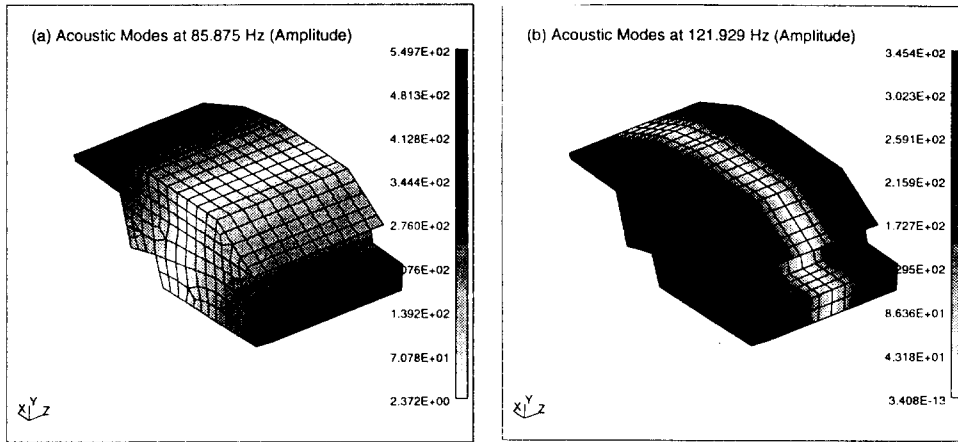 (a) Acoustic Modes at 85.875 Hz (Amplitude)
5.497E+02
4.813E+02
4.128E+02
3.444E+02
2.760E+02
.076E+02
1.392E+02
7.078E+01
2.372E+00
X Y Z
(b) Acoustic Modes at 121.929 Hz (Amplitude)
3.454E+02
3.023E+02
2.591E+02
2.159E+02
1.727E+02
.295E+02
8.636E+01
4.318E+01
3.408E-13
X Y Z